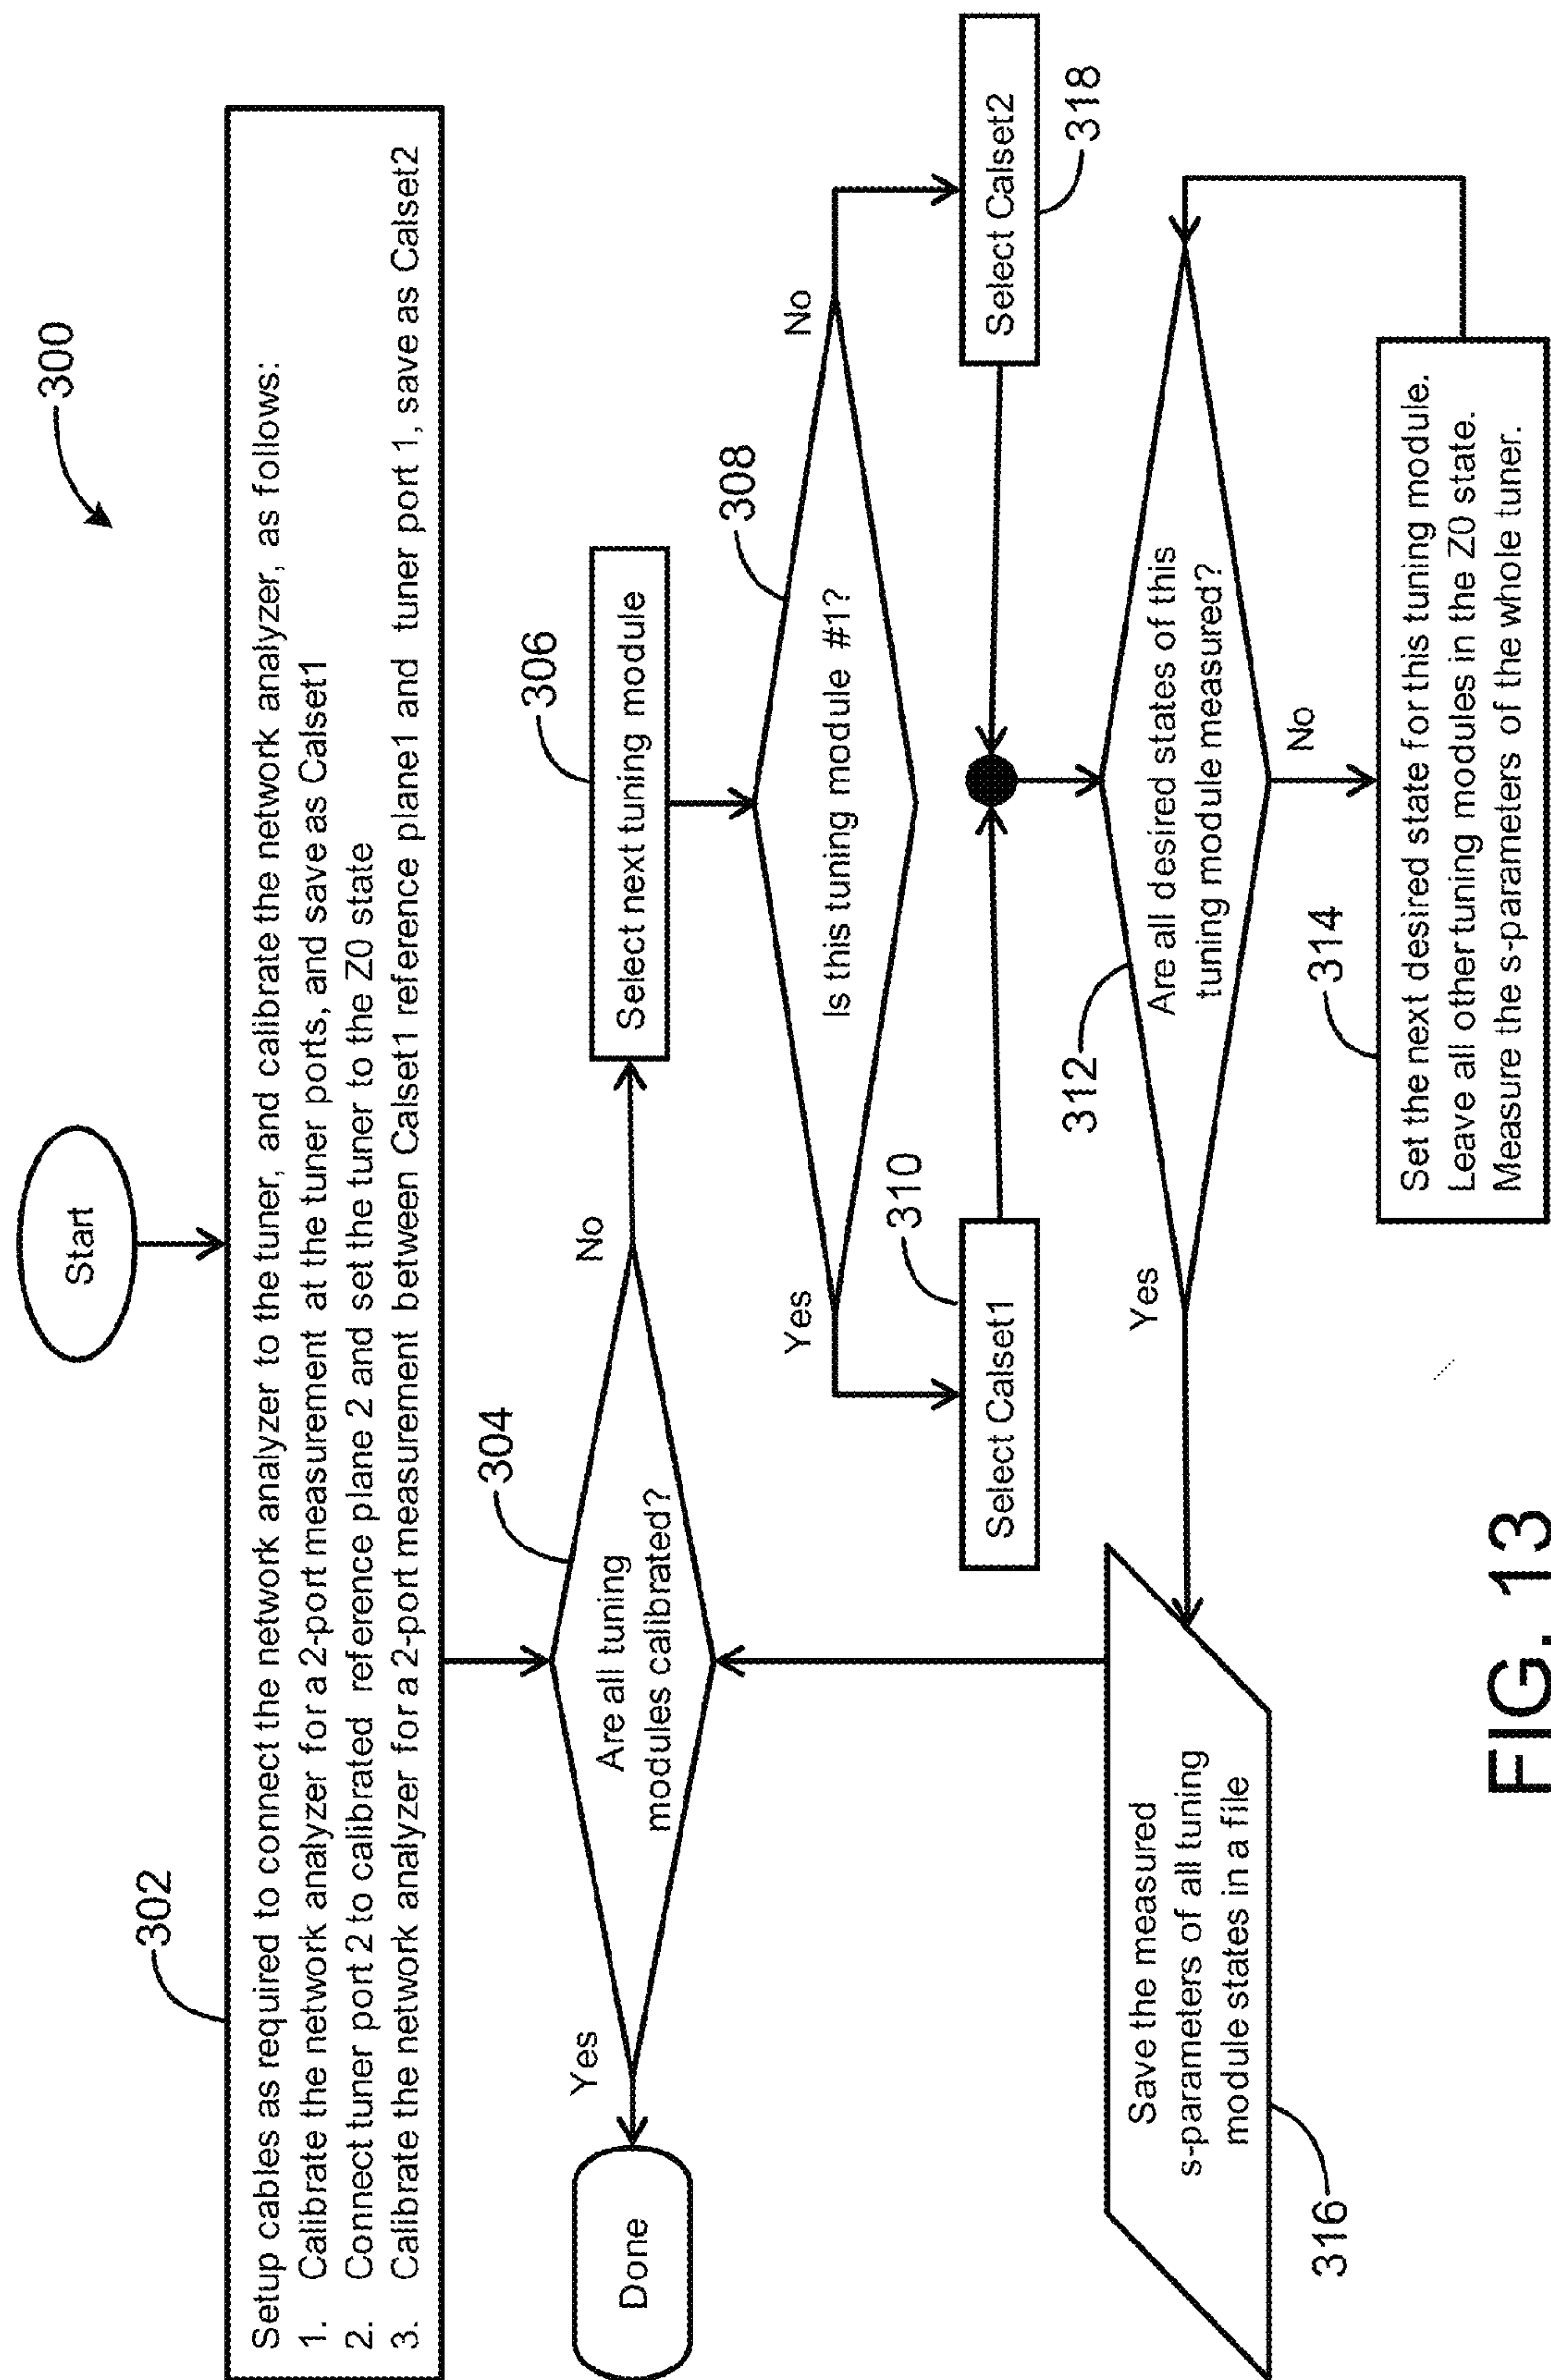 300
Start
302
Setup cables as required to connect the network analyzer to the tuner, and calibrate the network analyzer, as follows:
1. Calibrate the network analyzer for a 2-port measurement at the tuner ports, and save as Calset1
2. Connect tuner port 2 to calibrated reference plane 2 and set the tuner to the Z0 state
3. Calibrate the network analyzer for a 2-port measurement between Calset1 reference plane1 and tuner port 1, save as Calset2
304
Are all tuning
modules calibrated?
Yes
No
Done
306
Select next tuning module
308
Is this tuning module #1?
Yes
No
310
Select Calset1
Select Calset2
318
312
Are all desired states of this
tuning module measured?
Yes
No
314
Set the next desired state for this tuning module.
Leave all other tuning modules in the Z0 state.
Measure the s-parameters of the whole tuner.
Save the measured
s-parameters of all tuning
module states in a file
316
FIG. 13